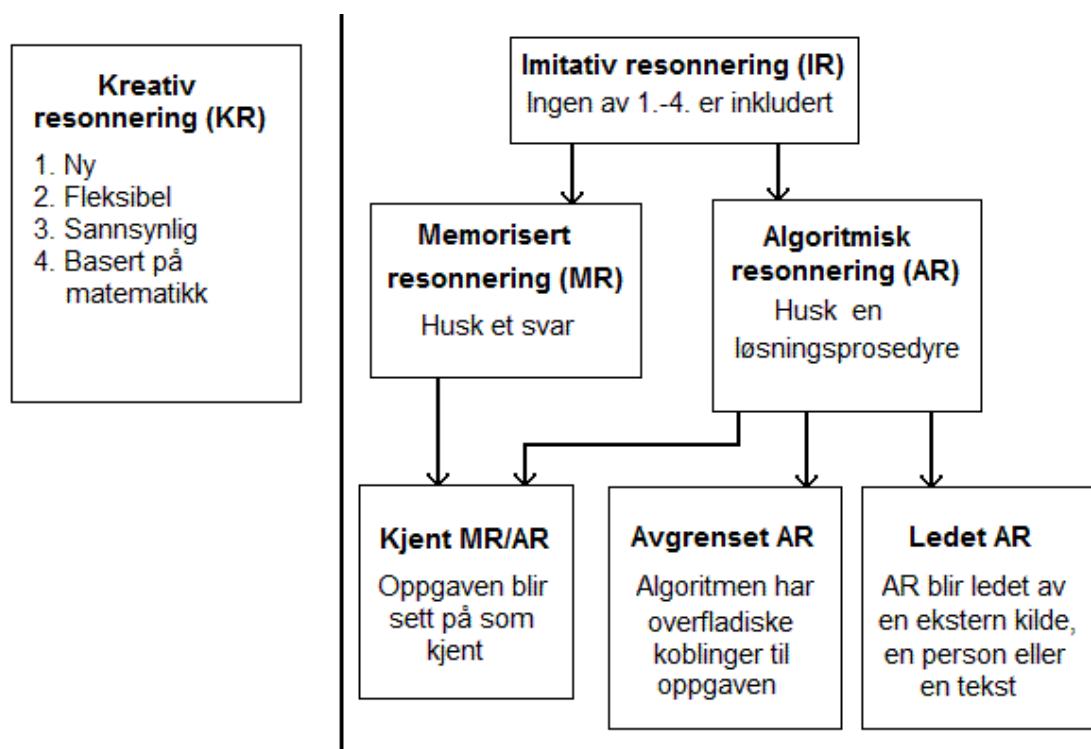 Kreativ
resonnering (KR)
1. Ny
2. Fleksibel
3. Sannsynlig
4. Basert på
matematikk
Imitativ resonnering (IR)
Ingen av 1.-4. er inkludert
Memorisert
resonnering (MR)
Husk et svar
Algoritmisk
resonnering (AR)
Husk en
løsningsprosedyre
Kjent MR/AR
Oppgaven blir
sett på som
kjent
Avgrenset AR
Algoritmen har
overfladiske
koblinger til
oppgaven
Ledet AR
AR blir ledet av
en ekstern kilde,
en person eller
en tekst